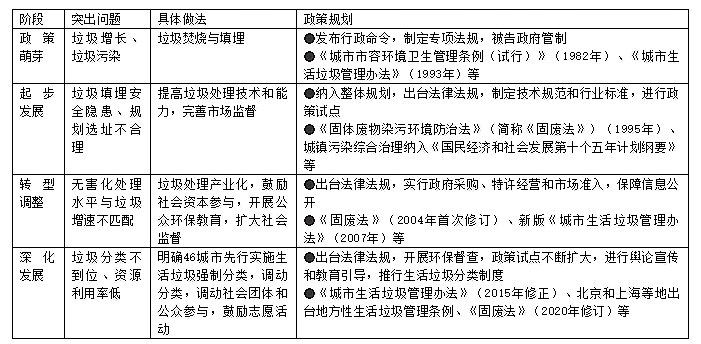 阶段 突出问题 具体做法 政策规划
政策 垃圾增长、 垃圾焚烧与填埋 ●发布行政命令，制定专项法规，被告政府管制
萌芽 垃圾污染 ●《城市市容环境卫生管理条例（试行）》（1982年）、《城市生
活垃圾管理办法》（1993年）等
起步 垃圾填埋安 提高垃圾处理技术和能 ●纳入整体规划，出台法律法规，制定技术规范和行业标准，进行政
发展 全隐患、规 力，完善市场监督 策试点
划选址不合 ●《固体废物染污环境防治法》（简称《固废法》）（1995年）、
理 城镇污染综合治理纳入《国民经济和社会发展第十个五年计划纲要》
等
转型 无害化处理 垃圾处理产业化，鼓励 ●出台法律法规，实行政府采购、特许经营和市场准入，保障信息公
调整 水平与垃圾 社会资本参与，开展公 开
增速不匹配 众环保教育，扩大社会 ●《固废法》（2004年首次修订）、新版《城市生活垃圾管理办
监督 法》（2007年）等
深化 垃圾分类不 明确46城市先行实施生 ●出台法律法规，开展环保督查，政策试点不断扩大，进行舆论宣传
发展 到位、资源 活垃圾强制分类，调动 和教育引导，推行生活垃圾分类制度
利用率低 分类，调动社会团体和 ●《城市生活垃圾管理办法》（2015年修正）、北京和上海等地出
公众参与，鼓励志愿活 台地方性生活垃圾管理条例、《固废法》（2020年修订）等
动